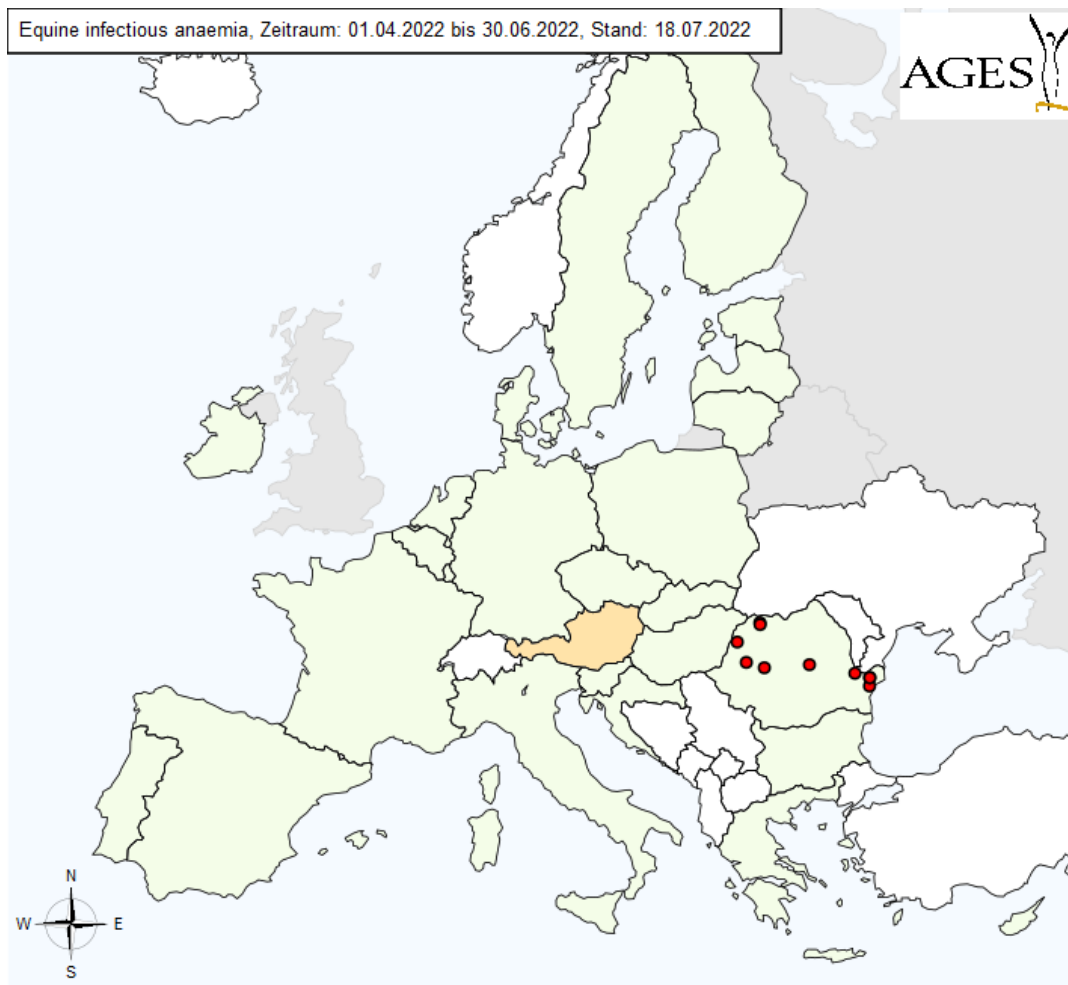 Equine infectious anaemia, Zeitraum: 01.04.2022 bis 30.06.2022, Stand: 18.07.2022
AGES
N
W E
S